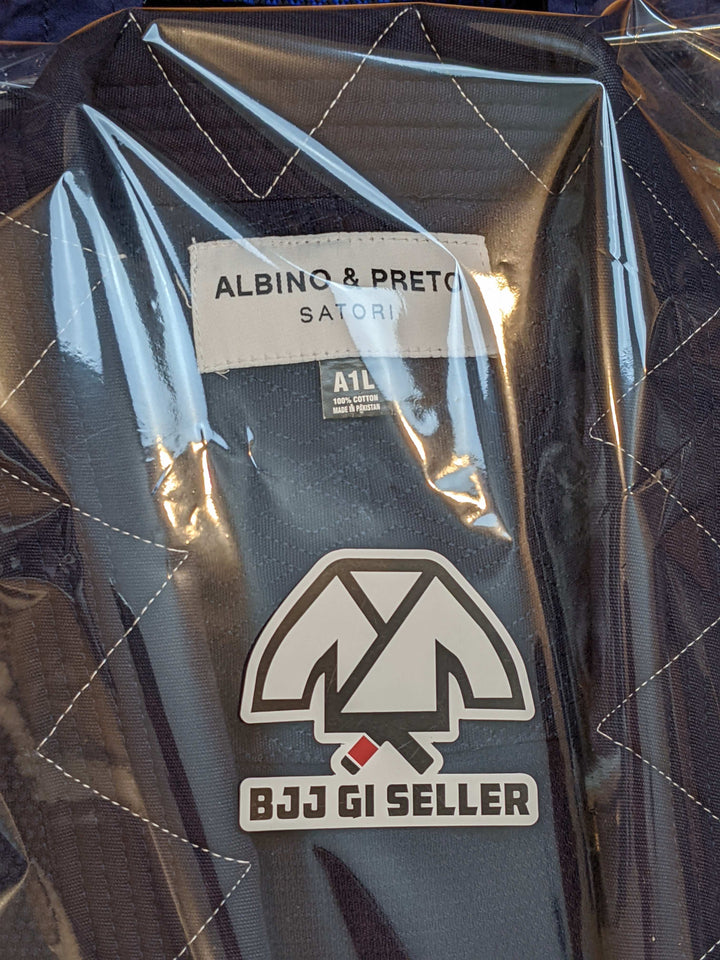 ALBINO & PRETO
SATORI
A1L
100% COTTON
MADE IN PAKISTAN
BJJ GI SELLER